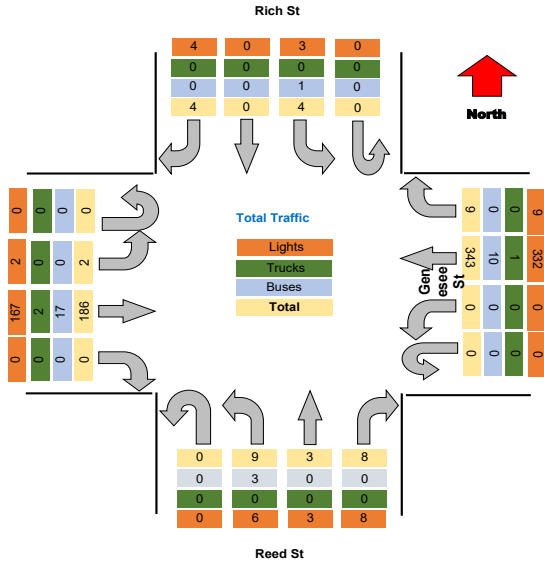 Rich St
4 0 3 0
0 0 0 0
0 0 1 0
4 0 4 0
North
0 0 0 0
2 0 0 2
167 2 17 186
0 0 0 0
Total Traffic
Lights
Trucks
Buses
Total
Gen
esee
St
9 0 0 9
343 10 1 332
0 0 0 0
0 0 0 0
0 9 3 8
0 3 0 0
0 0 0 0
0 6 3 8
Reed St